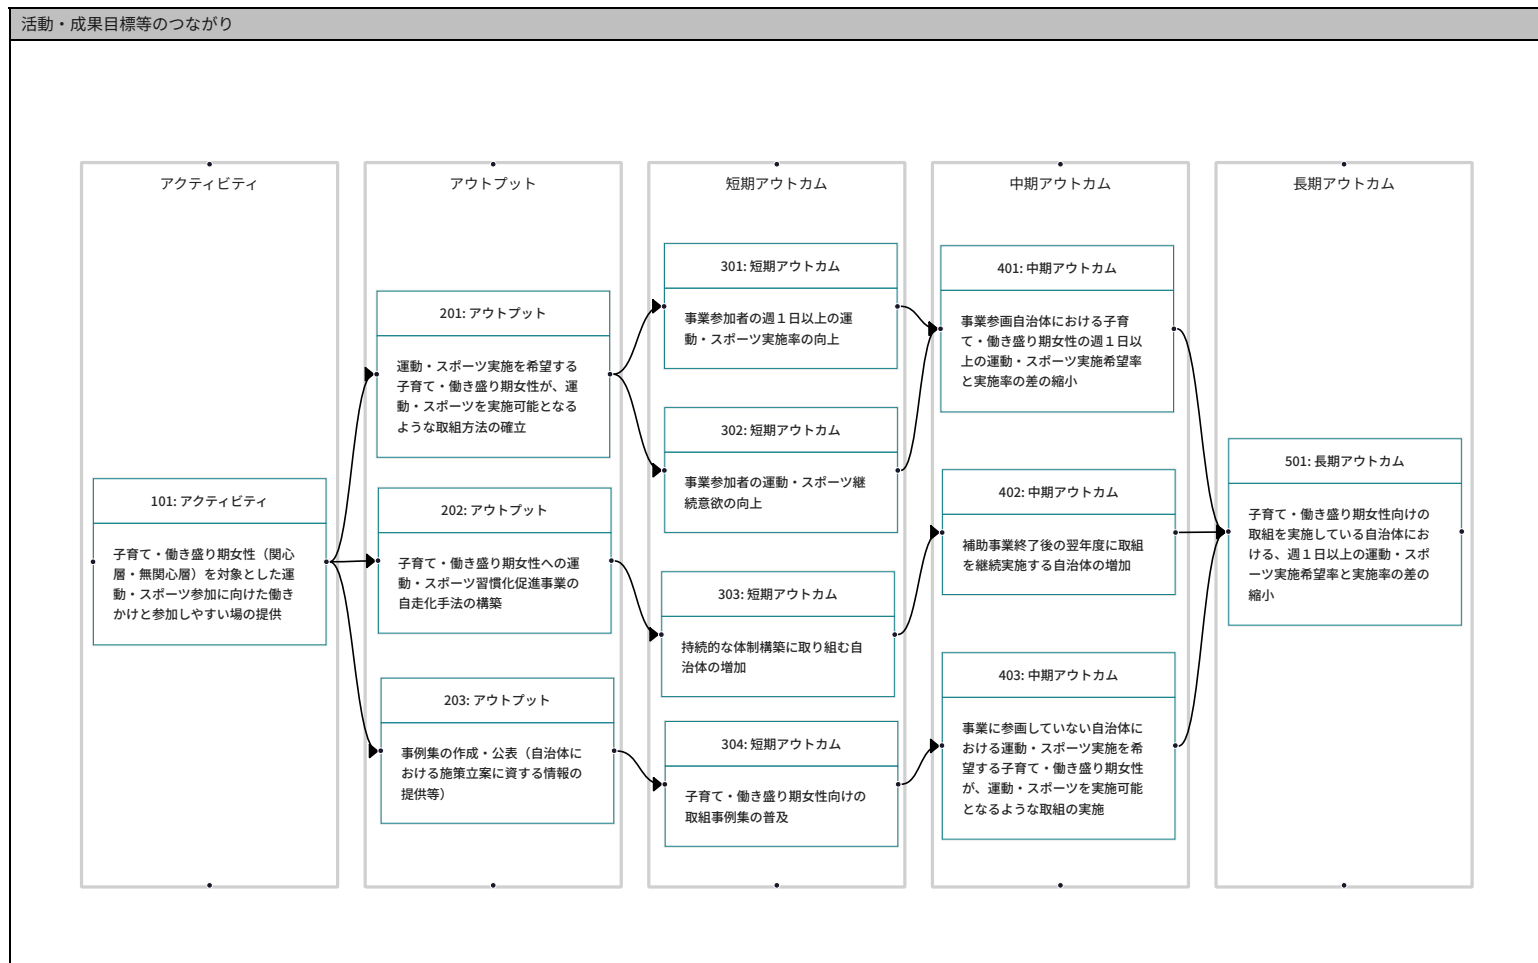 活動・成果目標等のつながり
アクティビティ
101: アクティビティ
子育て・働き盛り期女性（関心
層・無関心層）を対象とした運
動・スポーツ参加に向けた働き
かけと参加しやすい場の提供
アウトプット
201: アウトプット
運動・スポーツ実施を希望する
子育て・働き盛り期女性が、運
動・スポーツを実施可能となる
ような取組方法の確立
202: アウトプット
子育て・働き盛り期女性への運
動・スポーツ習慣化促進事業の
自走化手法の構築
203: アウトプット
事例集の作成・公表（自治体に
おける施策立案に資する情報の
提供等）
短期アウトカム
301: 短期アウトカム
事業参加者の週１日以上の運
動・スポーツ実施率の向上
302: 短期アウトカム
事業参加者の運動・スポーツ継
続意欲の向上
303: 短期アウトカム
持続的な体制構築に取り組む自
治体の増加
304: 短期アウトカム
子育て・働き盛り期女性向けの
取組事例集の普及
中期アウトカム
401: 中期アウトカム
事業参画自治体における子育
て・働き盛り期女性の週１日以
上の運動・スポーツ実施希望率
と実施率の差の縮小
402: 中期アウトカム
補助事業終了後の翌年度に取組
を継続実施する自治体の増加
403: 中期アウトカム
事業に参画していない自治体に
おける運動・スポーツ実施を希
望する子育て・働き盛り期女性
が、運動・スポーツを実施可能
となるような取組の実施
長期アウトカム
501: 長期アウトカム
子育て・働き盛り期女性向けの
取組を実施している自治体にお
ける、週１日以上の運動・スポ
ーツ実施希望率と実施率の差の
縮小